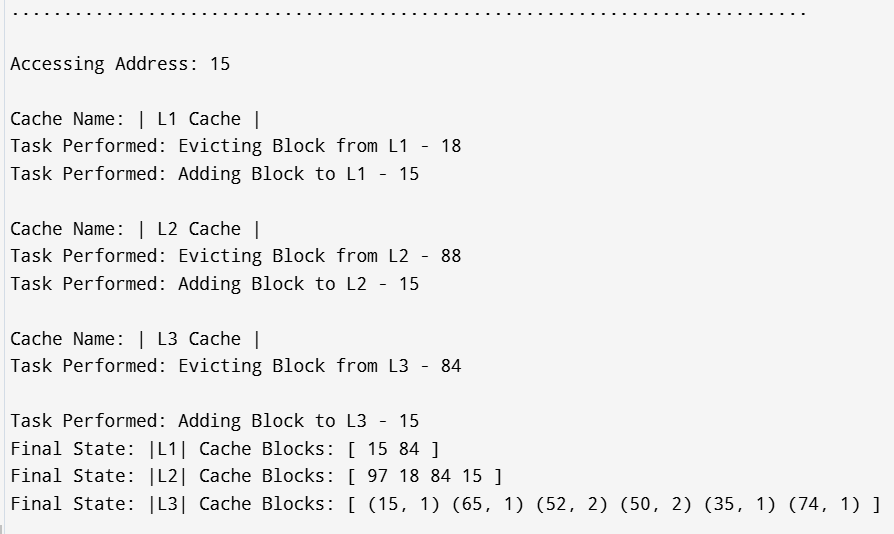 ................................................................................
Accessing Address: 15
Cache Name: | L1 Cache |
Task Performed: Evicting Block from L1 - 18
Task Performed: Adding Block to L1 - 15
Cache Name: | L2 Cache |
Task Performed: Evicting Block from L2 - 88
Task Performed: Adding Block to L2 - 15
Cache Name: | L3 Cache |
Task Performed: Evicting Block from L3 - 84
Task Performed: Adding Block to L3 - 15
Final State: |L1| Cache Blocks: [ 15 84 ]
Final State: |L2| Cache Blocks: [ 97 18 84 15 ]
Final State: |L3| Cache Blocks: [ (15, 1) (65, 1) (52, 2) (50, 2) (35, 1) (74, 1) ]